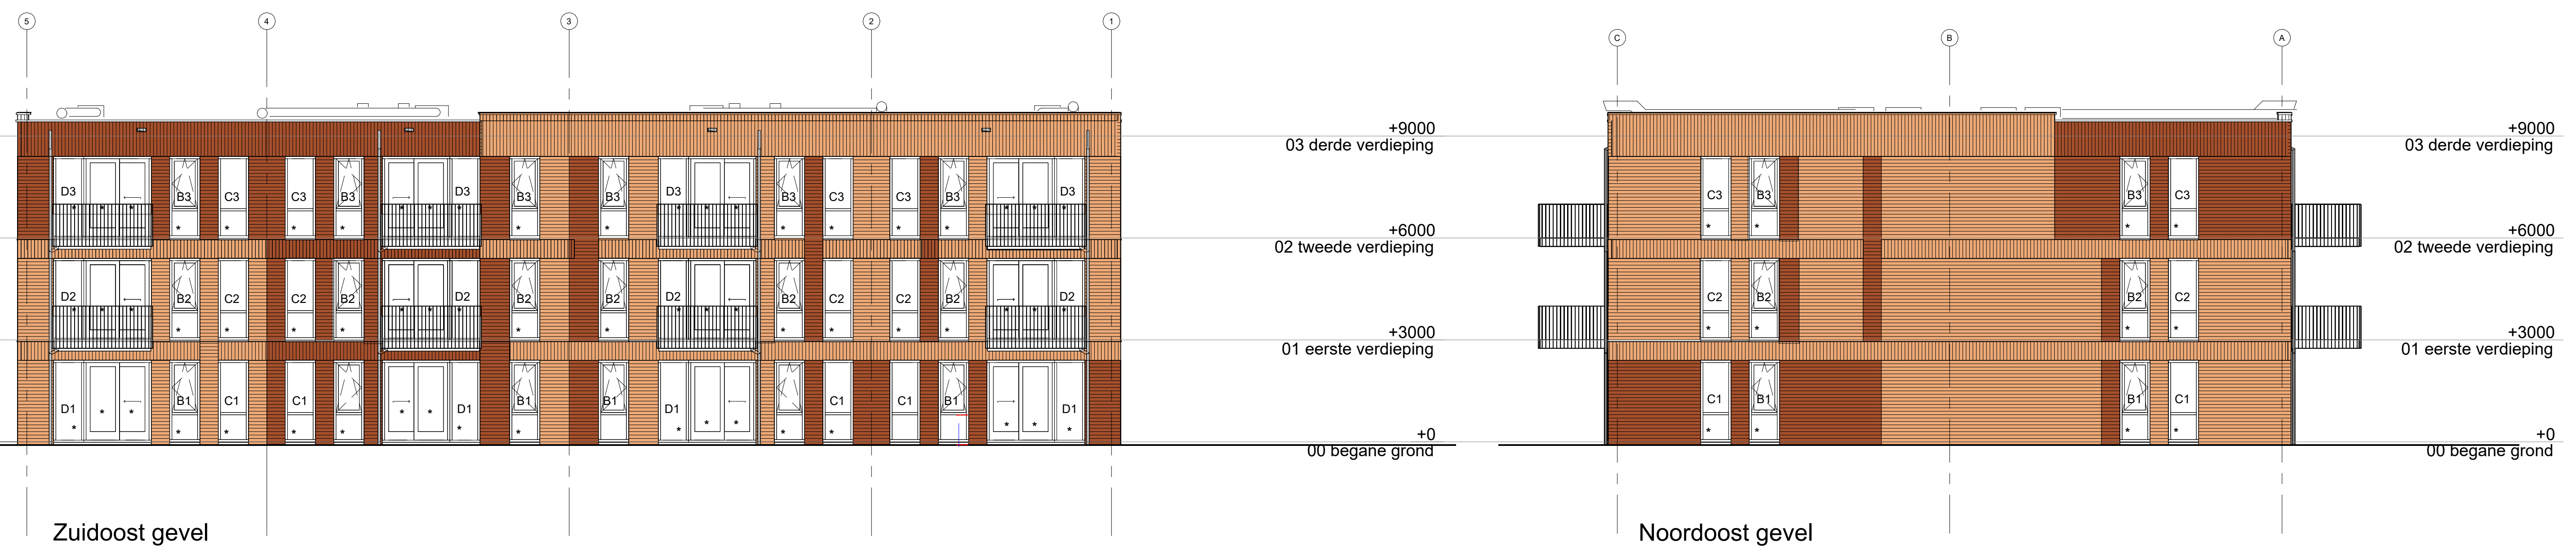 5 4 3 2 1
+9000
03 derde verdieping
D3 B3 C3 C3 B3 D3 B3 B3 D3 B3 C3 C3 B3 D3
+6000
02 tweede verdieping
D2 B2 C2 C2 B2 D2 B2 B2 D2 B2 C2 C2 B2 D2
+3000
01 eerste verdieping
D1 B1 C1 C1 D1 B1 B1 D1 C1 C1 B1 D1
+0
00 begane grond
Zuidoost gevel
C B A
+9000
03 derde verdieping
C3 B3 B3 C3
+6000
02 tweede verdieping
C2 B2 B2 C2
+3000
01 eerste verdieping
C1 B1 B1 C1
+0
00 begane grond
Noordoost gevel